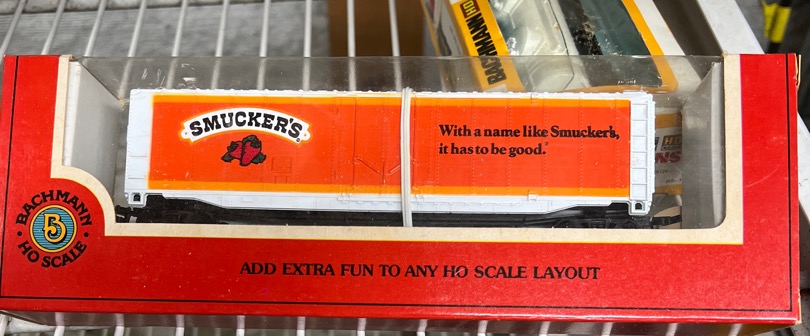 BACHMANN HO
SMUCKER'S
With a name like Smucker's,
it has to be good.®
BACHMANN
B
HO SCALE
ADD EXTRA FUN TO ANY HO SCALE LAYOUT